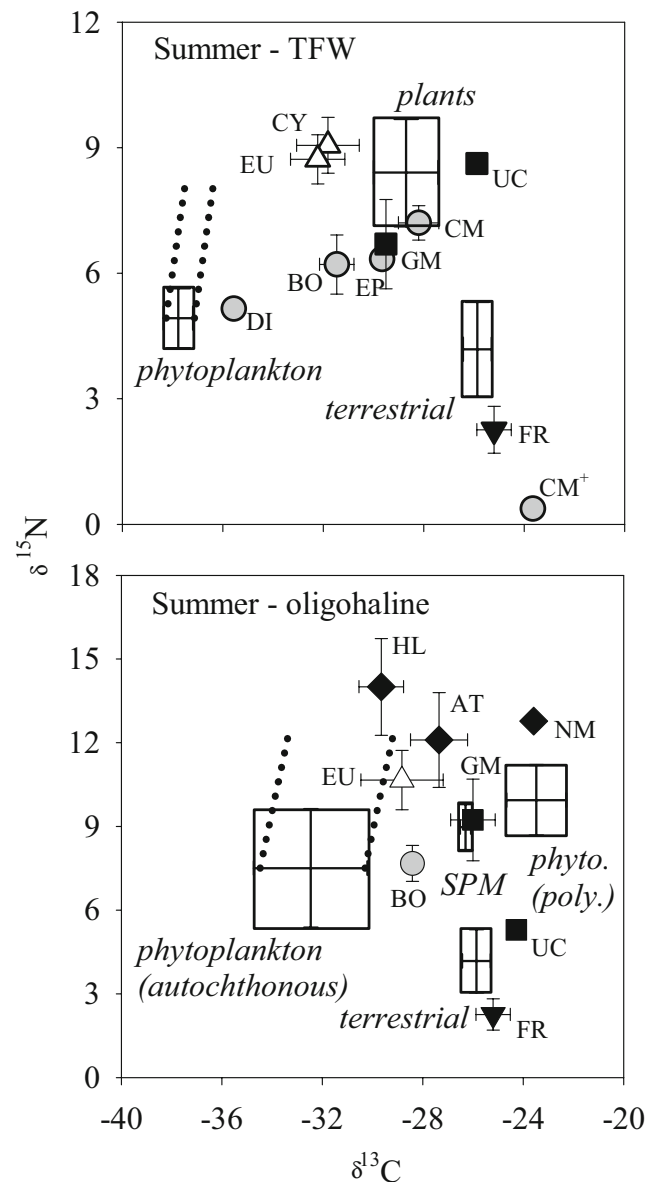 12
Summer - TFW
plants
CY
EU
9
UC
CM
GM
6
BO
EP
DI
phytoplankton
terrestrial
3
FR
CM+
0
δ 15N
18
Summer - oligohaline
HL
15
AT
NM
12
EU
GM
9
BO
SPM
phyto.
(poly.)
6
UC
phytoplankton
(autochthonous)
terrestrial
3
FR
0
-40 -36 -32 -28 -24 -20
δ13C